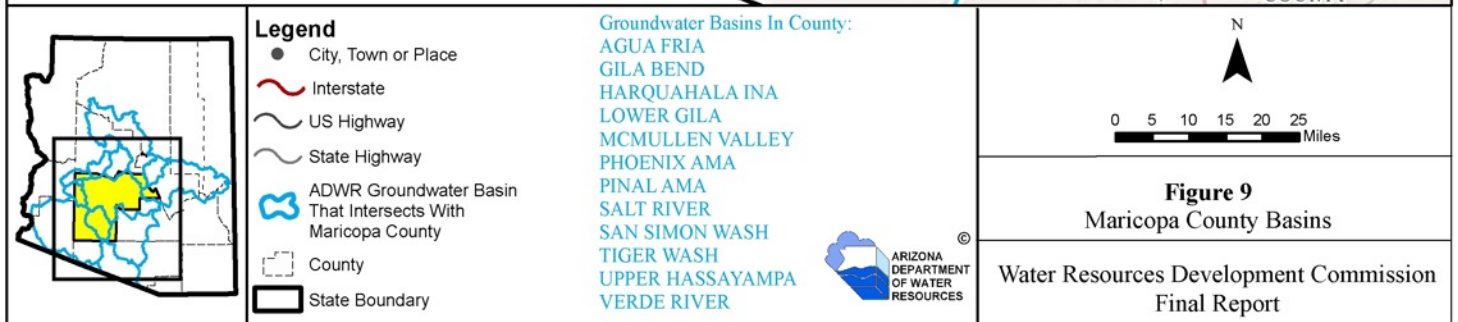 Legend
City, Town or Place
Interstate
US Highway
State Highway
ADWR Groundwater Basin
That Intersects With
Maricopa County
County
State Boundary
Groundwater Basins In County:
AGUA FRIA
GILA BEND
HARQUAHALA INA
LOWER GILA
MCMULLEN VALLEY
PHOENIX AMA
PINAL AMA
SALT RIVER
SAN SIMON WASH
TIGER WASH
UPPER HASSAYAMPA
VERDE RIVER
©
ARIZONA
DEPARTMENT
OF WATER
RESOURCES
N
0 5 10 15 20 25
Miles
Figure 9
Maricopa County Basins
Water Resources Development Commission
Final Report